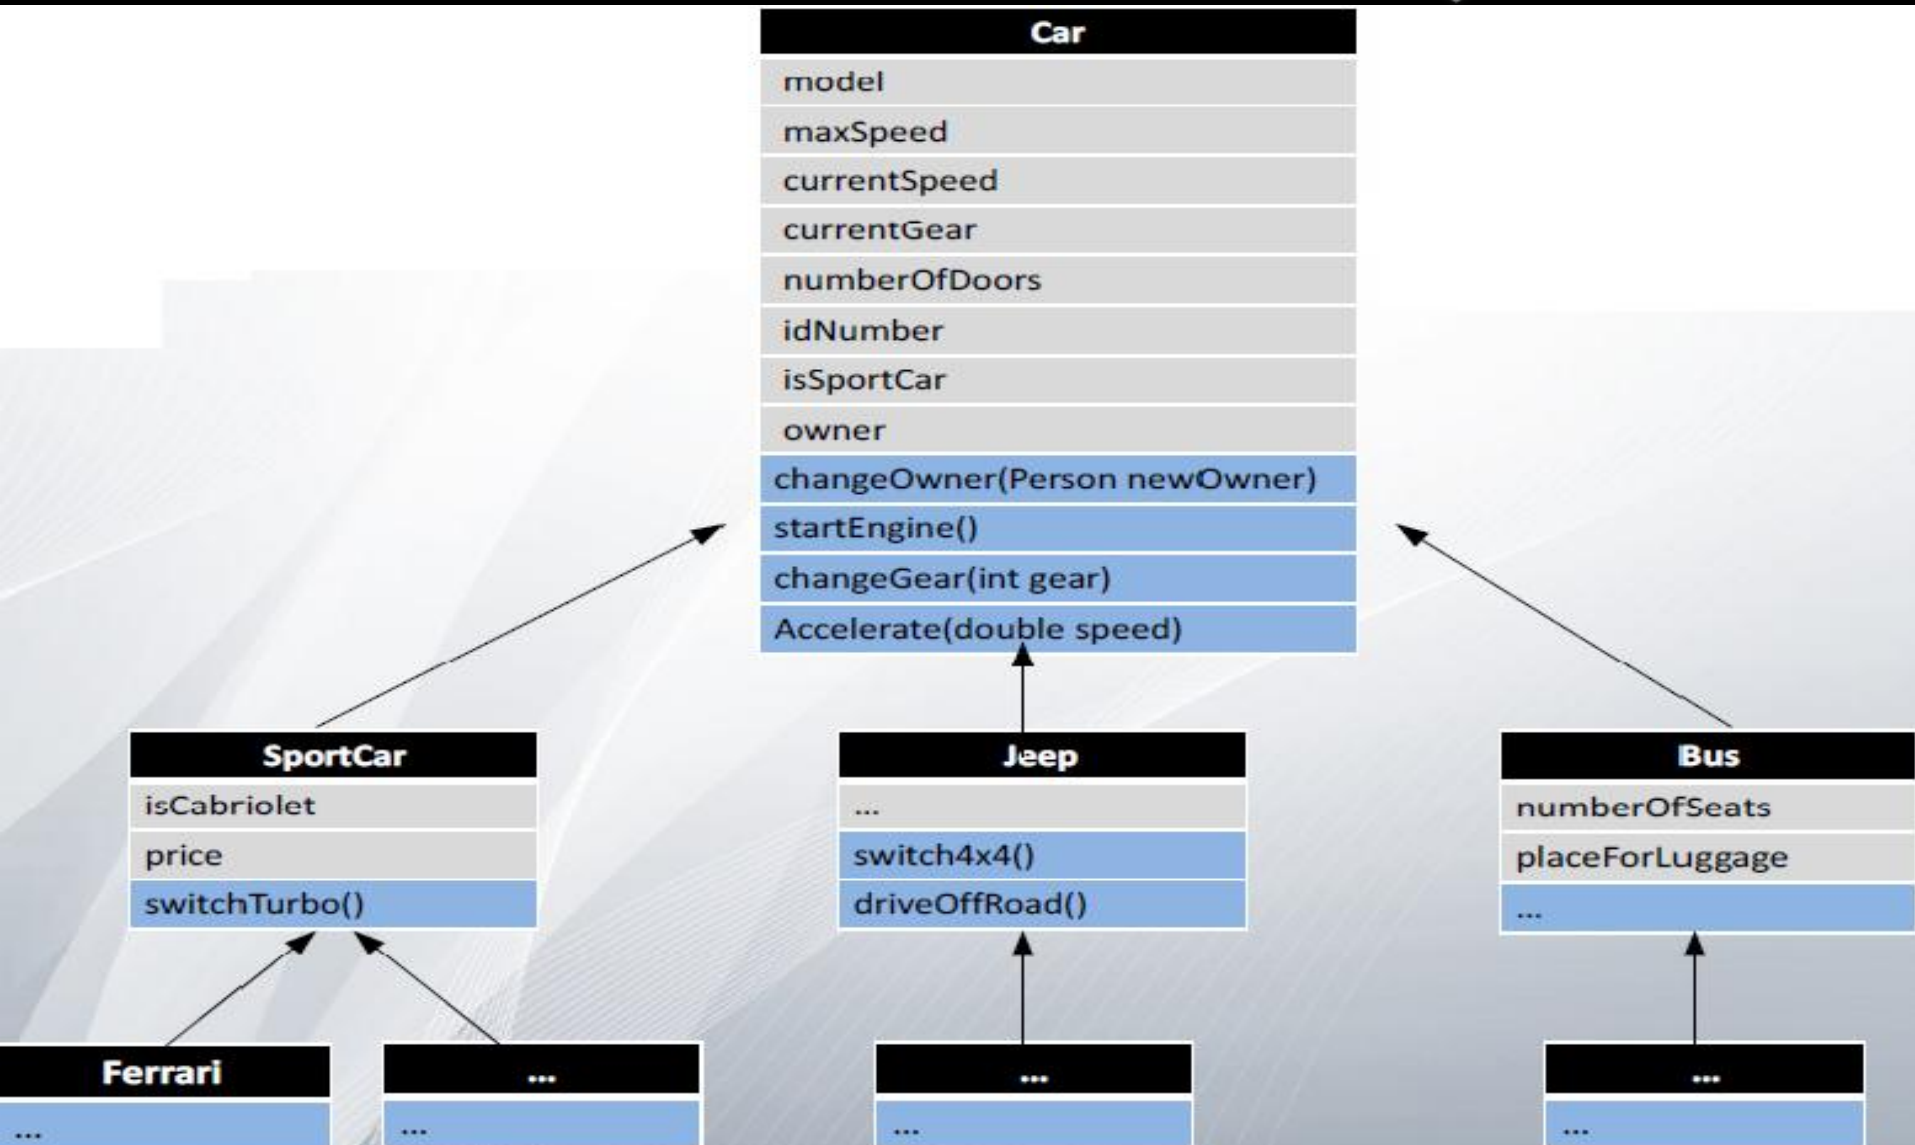 Car
model
maxSpeed
currentSpeed
currentGear
numberOfDoors
idNumber
isSportCar
owner
changeOwner(Person newOwner)
startEngine()
changeGear(int gear)
Accelerate(double speed)
SportCar
isCabriolet
price
switchTurbo()
Jeep
...
switch4x4()
driveOffRoad()
Bus
numberOfSeats
placeForLuggage
...
Ferrari
...
...
...
...
...
...
...